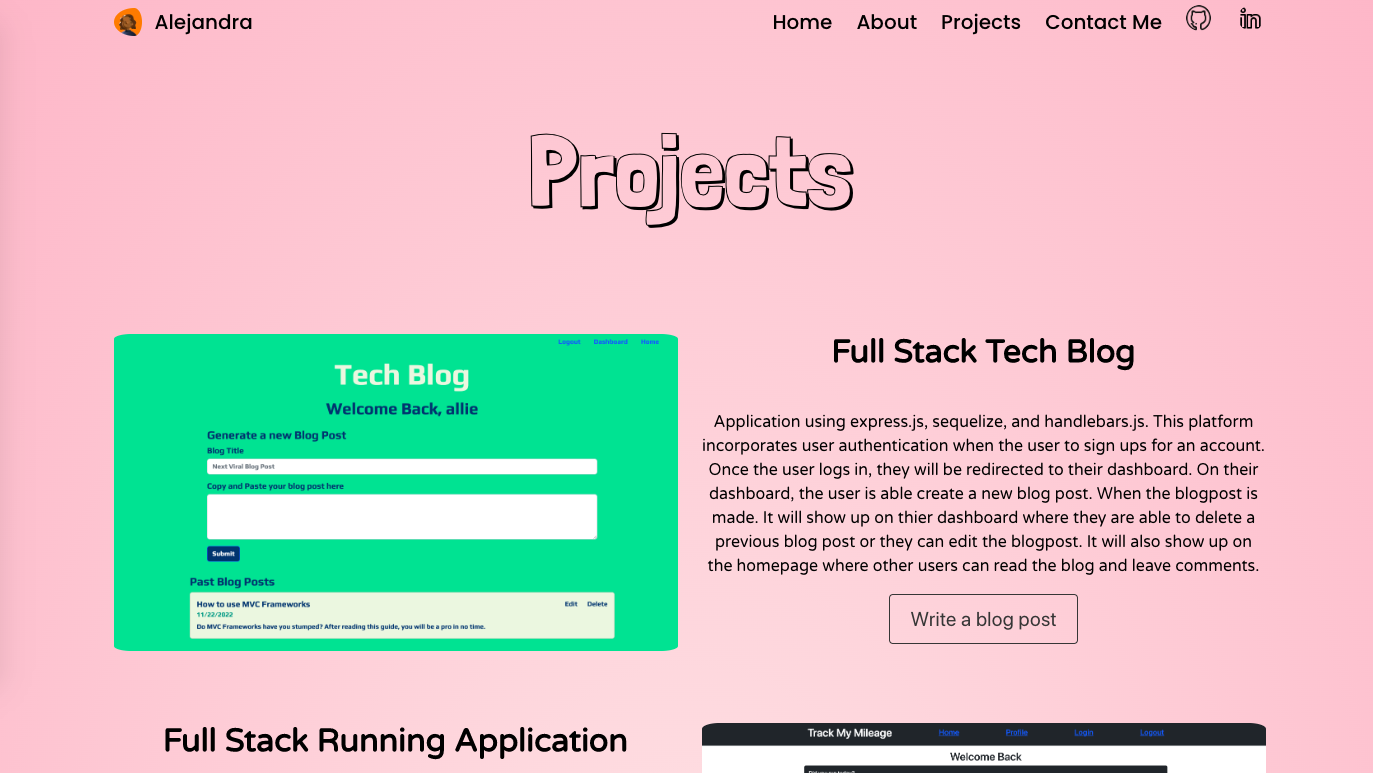 Alejandra
Home About Projects Contact Me
Projects
Logout Dashboard Home
Tech Blog
Welcome Back, allie
Generate a new Blog Post
Blog Title
Next Viral Blog Post
Copy and Paste your blog post here
Submit
Past Blog Posts
How to use MVC Frameworks Edit Delete
11/22/2022
Do MVC Frameworks have you stumped? After reading this guide, you will be a pro in no time.
Full Stack Tech Blog
Application using express.js, sequelize, and handlebars.js. This platform
incorporates user authentication when the user to sign ups for an account.
Once the user logs in, they will be redirected to their dashboard. On their
dashboard, the user is able create a new blog post. When the blogpost is
made. It will show up on thier dashboard where they are able to delete a
previous blog post or they can edit the blogpost. It will also show up on
the homepage where other users can read the blog and leave comments.
Write a blog post
Full Stack Running Application
Track My Mileage Home Profile Login Logout
Welcome Back